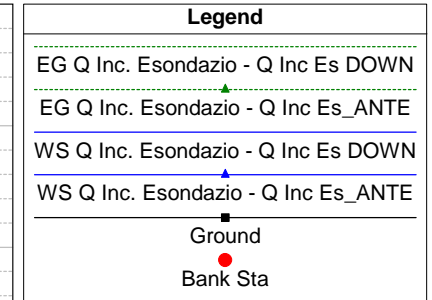 Legend
EG Q Inc. Esondazio - Q Inc Es DOWN
EG Q Inc. Esondazio - Q Inc Es_ANTE
WS Q Inc. Esondazio - Q Inc Es DOWN
WS Q Inc. Esondazio - Q Inc Es_ANTE
Ground
Bank Sta